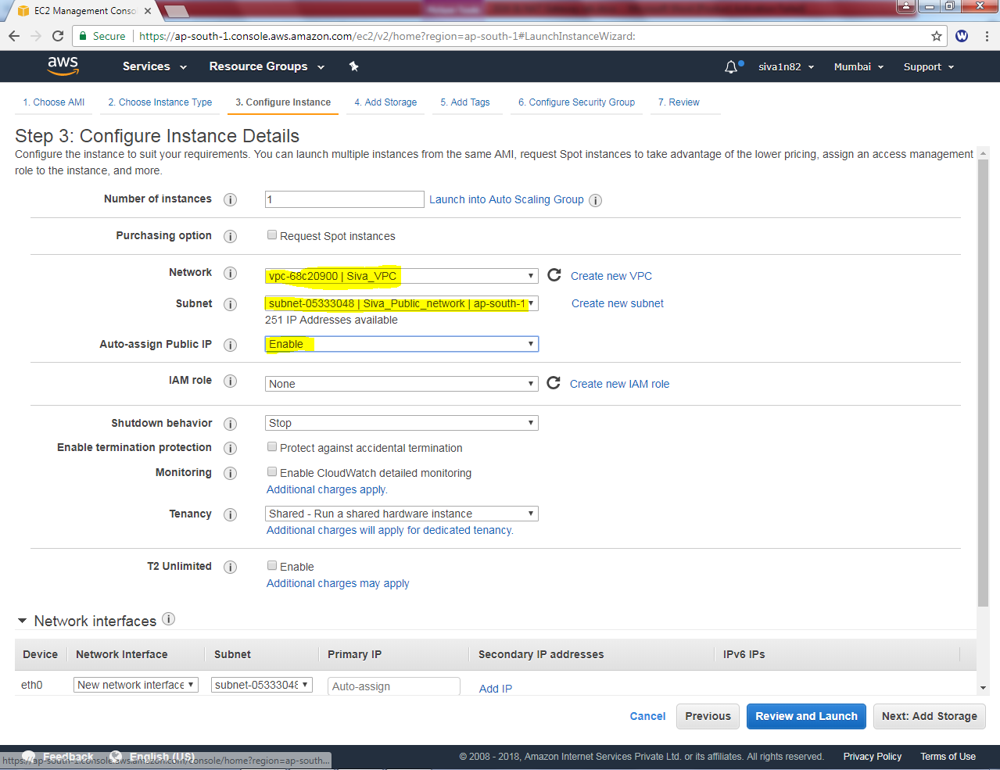 EC2 Management Conso
Secure
https://ap-south-1.console.aws.amazon.com/ec2/v2/home?region=ap-south-1#LaunchInstanceWizard:
W
aws
Services
Resource Groups
siva1n82
Mumbai
Support
1. Choose AMI
2. Choose Instance Type
3. Configure Instance
4. Add Storage
5. Add Tags
6. Configure Security Group
7. Review
Step 3: Configure Instance Details
Configure the instance to suit your requirements. You can launch multiple instances from the same AMI, request Spot instances to take advantage of the lower pricing, assign an access management
role to the instance, and more.
Number of instances
1
Launch into Auto Scaling Group
Purchasing option
Request Spot instances
Network
vpc-68c20900 | Siva_VPC
Create new VPC
Subnet
subnet-05333048 | Siva_Public_network | ap-south-1
Create new subnet
251 IP Addresses available
Auto-assign Public IP
Enable
IAM role
None
Create new IAM role
Shutdown behavior
Stop
Enable termination protection
Protect against accidental termination
Monitoring
Enable CloudWatch detailed monitoring
Additional charges apply.
Tenancy
Shared - Run a shared hardware instance
Additional charges will apply for dedicated tenancy.
T2 Unlimited
Enable
Additional charges may apply
Network interfaces
Device
Network Interface
Subnet
Primary IP
Secondary IP addresses
IPv6 IPs
eth0
New network interface
subnet-05333048
Auto-assign
Add IP
Cancel
Previous
Review and Launch
Next: Add Storage
Feedback
English (US)
https://ap-south-1.console.aws.amazon.com/console/home?region=ap-south...
© 2008 - 2018, Amazon Internet Services Private Ltd. or its affiliates. All rights reserved.
Privacy Policy
Terms of Use